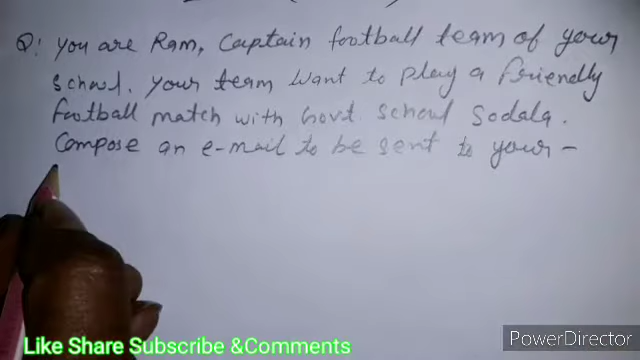 Q: You are Ram, Captain football team of your
school. Your team want to play a friendly
football match with Govt. school Sodala.
Compose an e-mail to be sent to your -
Like Share Subscribe &Comments
PowerDirector